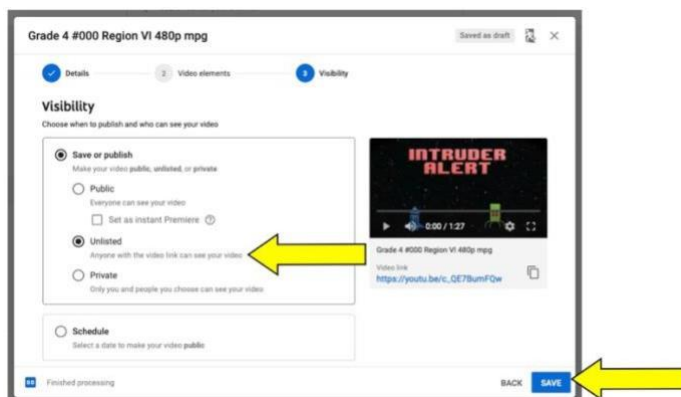 Grade 4 #000 Region VI 480p mpg
Saved as draft
Details
2 Video elements
3 Visibility
Visibility
Choose when to publish and who can see your video
Save or publish
Make your video public, unlisted, or private
Public
Everyone can see your video
Set as instant Premiere
Unlisted
Anyone with the video link can see your video
Private
Only you and people you choose can see your video
Schedule
Select a date to make your video public
INTRUDER
ALERT
0:00 / 1:27
Grade 4 #000 Region VI 480p mpg
Video link
https://youtu.be/c_QE7BumFQw
Finished processing
BACK
SAVE